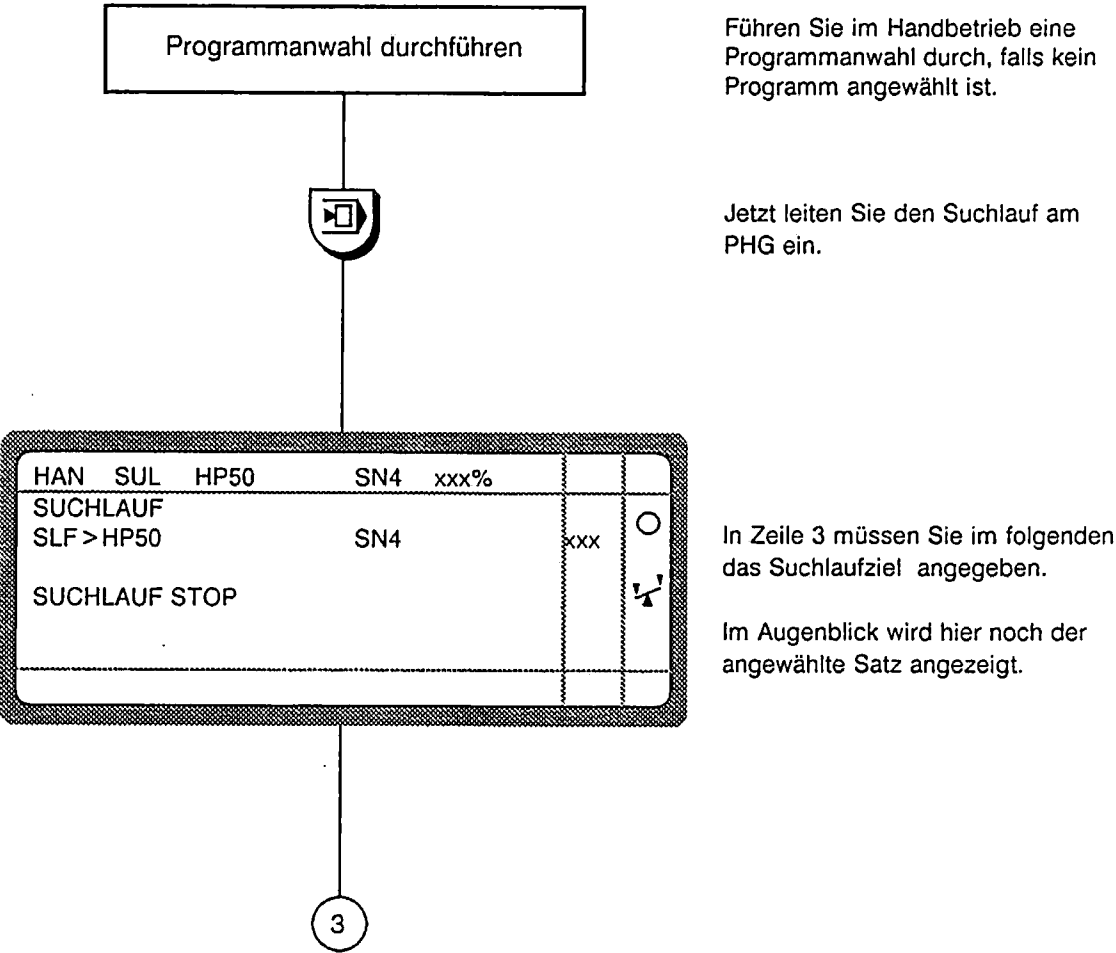 Programmanwahl durchführen
Führen Sie im Handbetrieb eine
Programmanwahl durch, falls kein
Programm angewählt ist.
Jetzt leiten Sie den Suchlauf am
PHG ein.
HAN SUL HP50 SN4 xxx%
SUCHLAUF
SLF > HP50 SN4 xxx
SUCHLAUF STOP
In Zeile 3 müssen Sie im folgenden
das Suchlaufziel angegeben.
Im Augenblick wird hier noch der
angewählte Satz angezeigt.
3